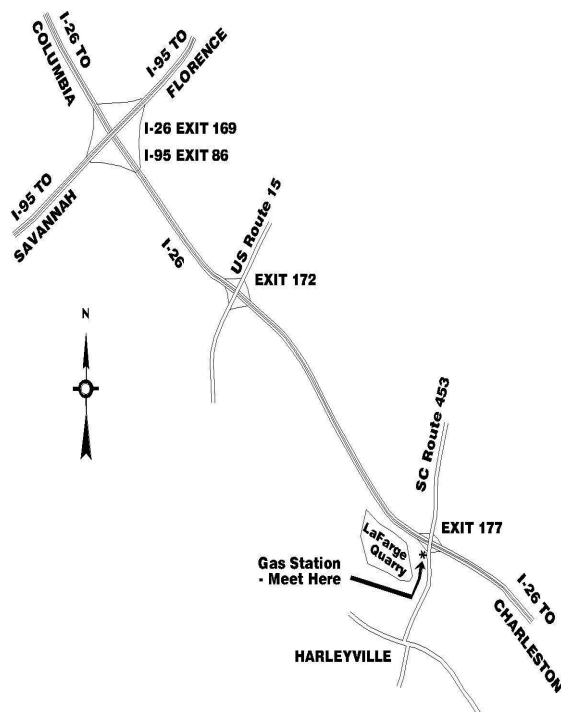 I-26 TO
COLUMBIA
I-95 TO
FLORENCE
I-26 EXIT 169
I-95 EXIT 86
I-95 TO
SAVANNAH
I-26
US Route 15
EXIT 172
N
SC Route 453
EXIT 177
LaFarge
Quarry
*
Gas Station
- Meet Here
I-26 TO
CHARLESTON
HARLEYVILLE